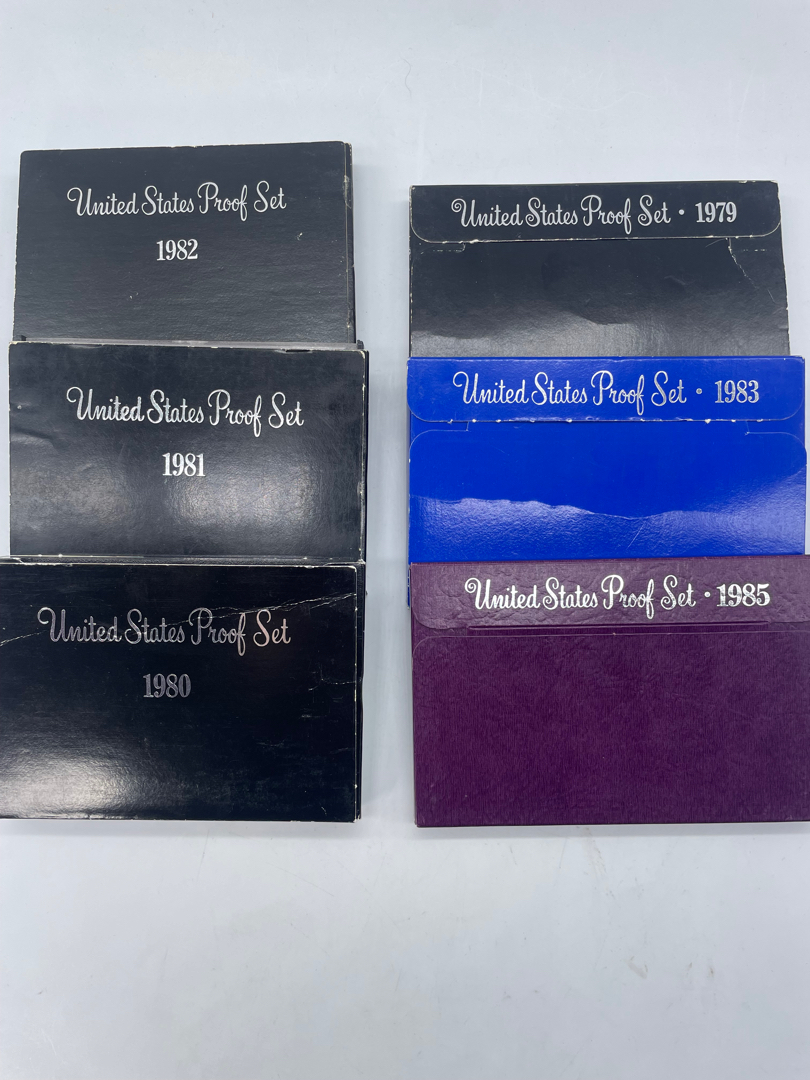 United States Proof Set
1982
United States Proof Set
1981
United States Proof Set
1980
United States Proof Set • 1979
United States Proof Set • 1983
United States Proof Set • 1985